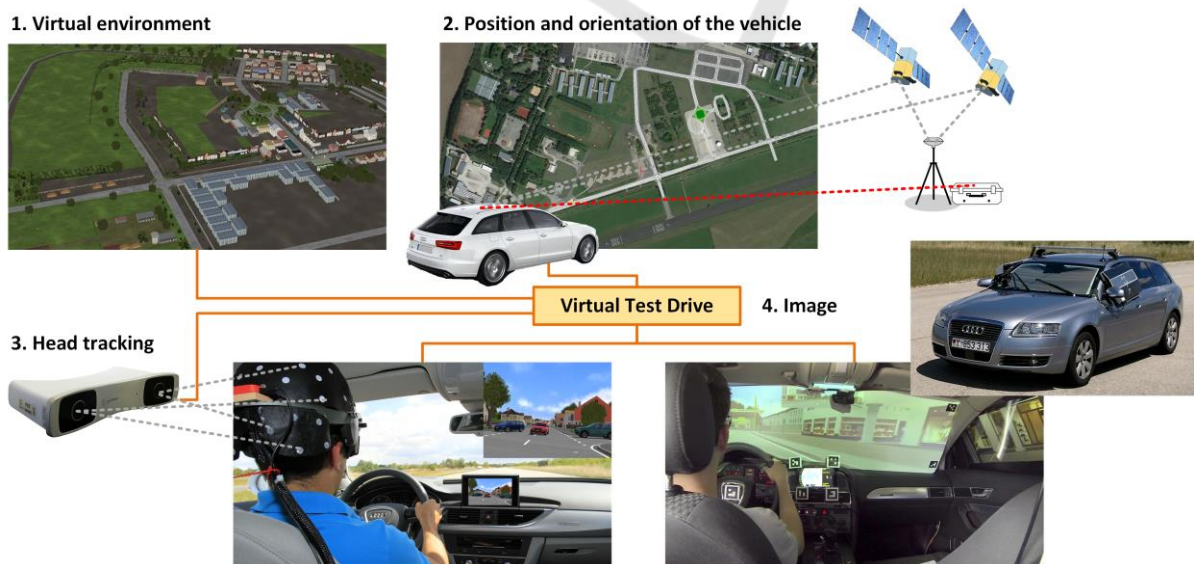 1. Virtual environment
2. Position and orientation of the vehicle
Virtual Test Drive
4. Image
3. Head tracking